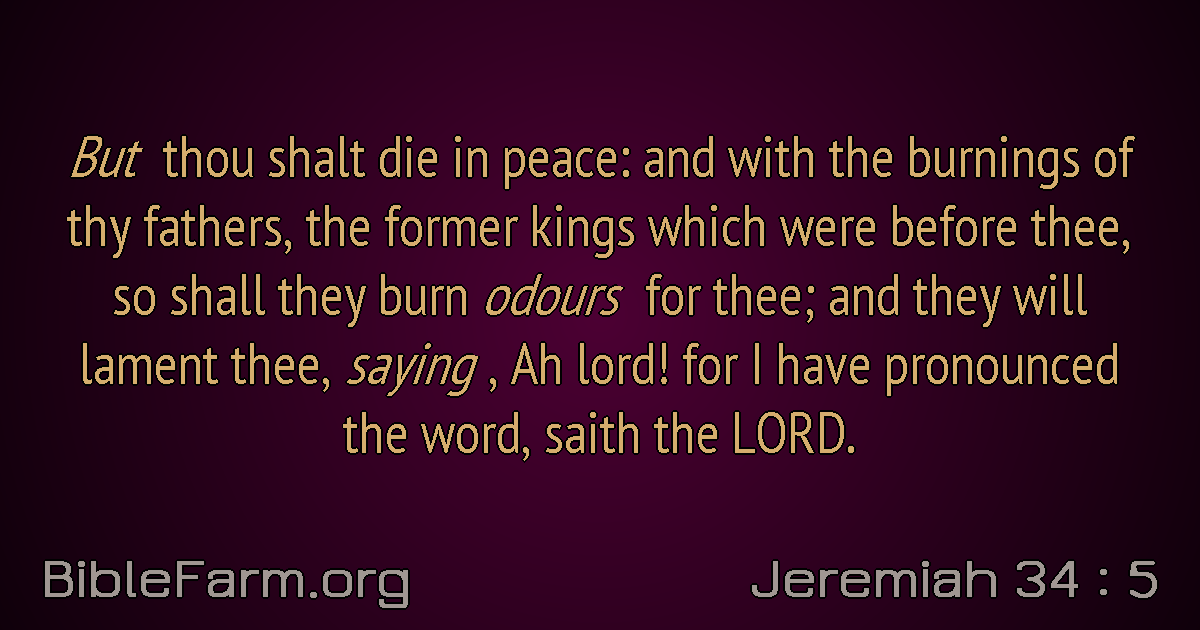 But thou shalt die in peace: and with the burnings of
thy fathers, the former kings which were before thee,
so shall they burn odours for thee; and they will
lament thee, saying , Ah lord! for I have pronounced
the word, saith the LORD.
BibleFarm.org
Jeremiah 34 : 5